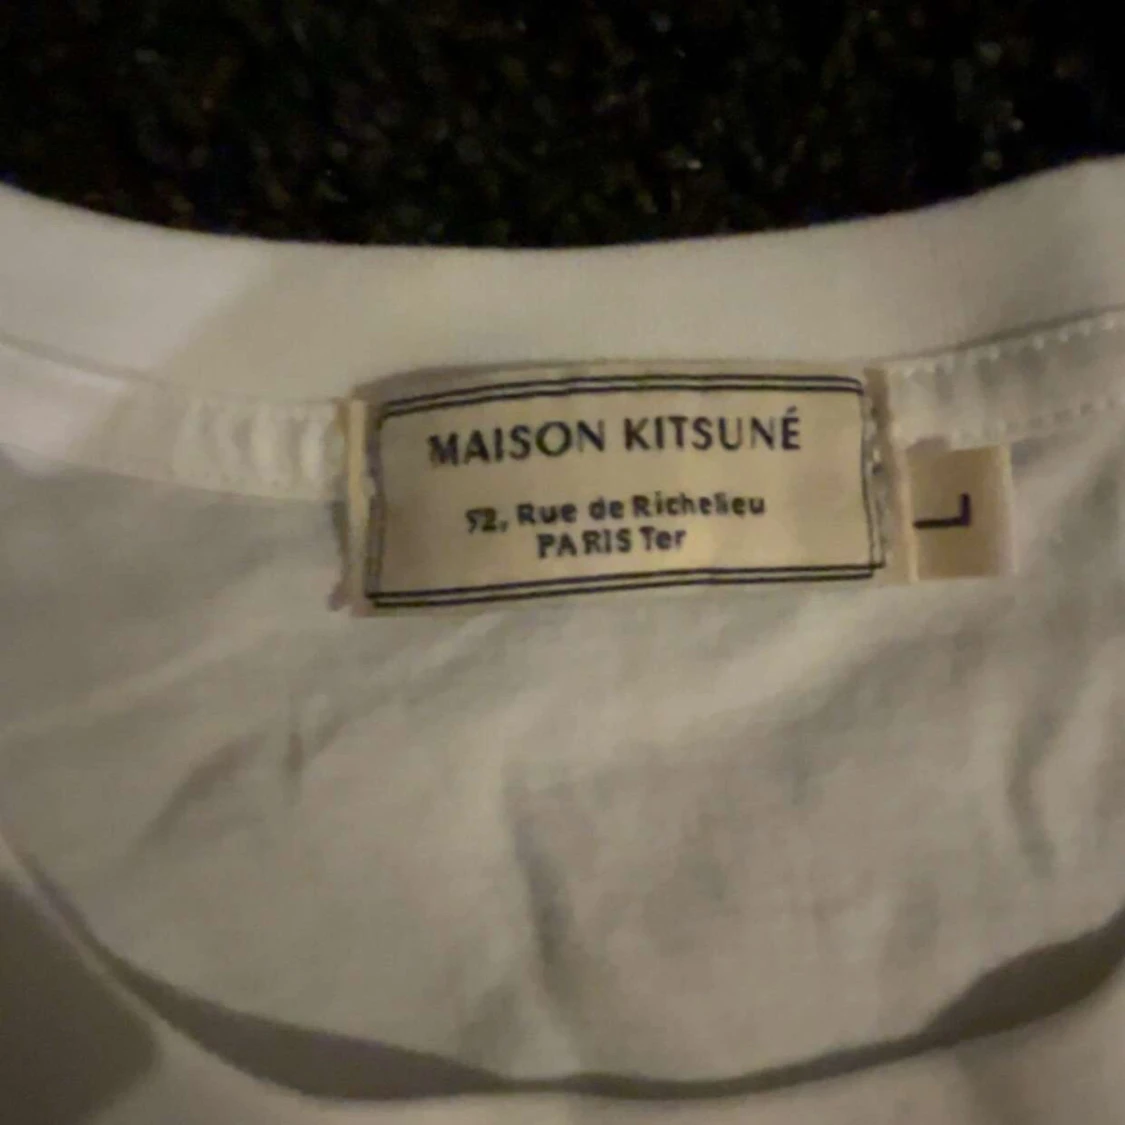 MAISON KITSUNÉ
52, Rue de Richelieu
PARIS 1er
L